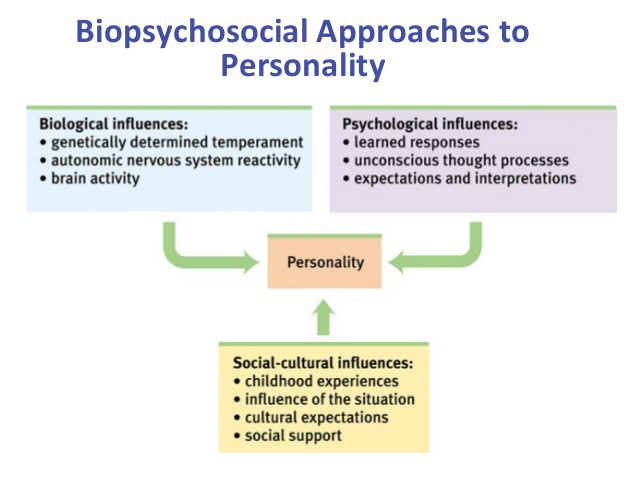 Biopsychosocial Approaches to
Personality
Biological influences:
• genetically determined temperament
• autonomic nervous system reactivity
• brain activity
Psychological influences:
• learned responses
• unconscious thought processes
• expectations and interpretations
Personality
Social-cultural influences:
• childhood experiences
• influence of the situation
• cultural expectations
• social support